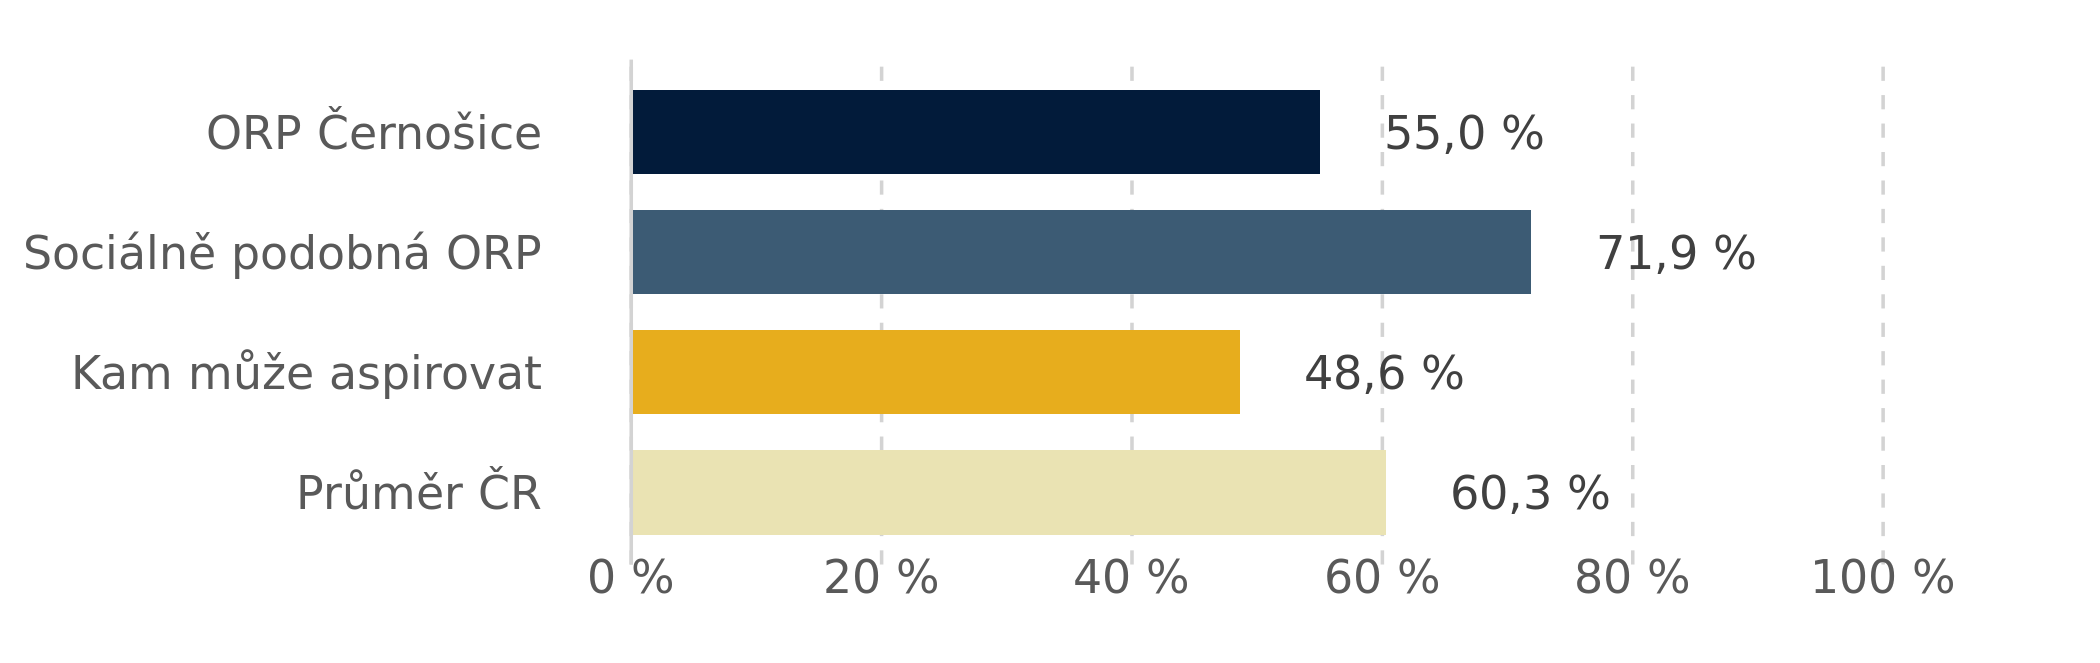 ORP Černošice
55,0 %
Sociálně podobná ORP
71,9 %
Kam může aspirovat
48,6 %
Průměr ČR
60,3 %
0 %
20 %
40 %
60 %
80 %
100 %